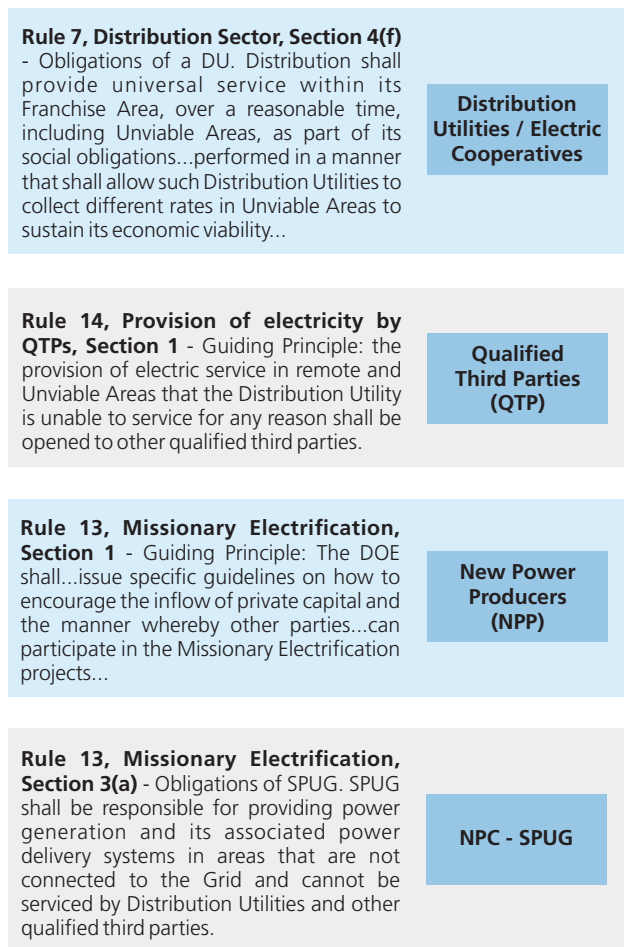 Rule 7, Distribution Sector, Section 4(f)
- Obligations of a DU. Distribution shall
provide universal service within its
Franchise Area, over a reasonable time,
including Unviable Areas, as part of its
social obligations...performed in a manner
that shall allow such Distribution Utilities to
collect different rates in Unviable Areas to
sustain its economic viability...
Distribution
Utilities / Electric
Cooperatives
Rule 14, Provision of electricity by
QTPs, Section 1 - Guiding Principle: the
provision of electric service in remote and
Unviable Areas that the Distribution Utility
is unable to service for any reason shall be
opened to other qualified third parties.
Qualified
Third Parties
(QTP)
Rule 13, Missionary Electrification,
Section 1 - Guiding Principle: The DOE
shall...issue specific guidelines on how to
encourage the inflow of private capital and
the manner whereby other parties...can
participate in the Missionary Electrification
projects...
New Power
Producers
(NPP)
Rule 13, Missionary Electrification,
Section 3(a) - Obligations of SPUG. SPUG
shall be responsible for providing power
generation and its associated power
delivery systems in areas that are not
connected to the Grid and cannot be
serviced by Distribution Utilities and other
qualified third parties.
NPC - SPUG